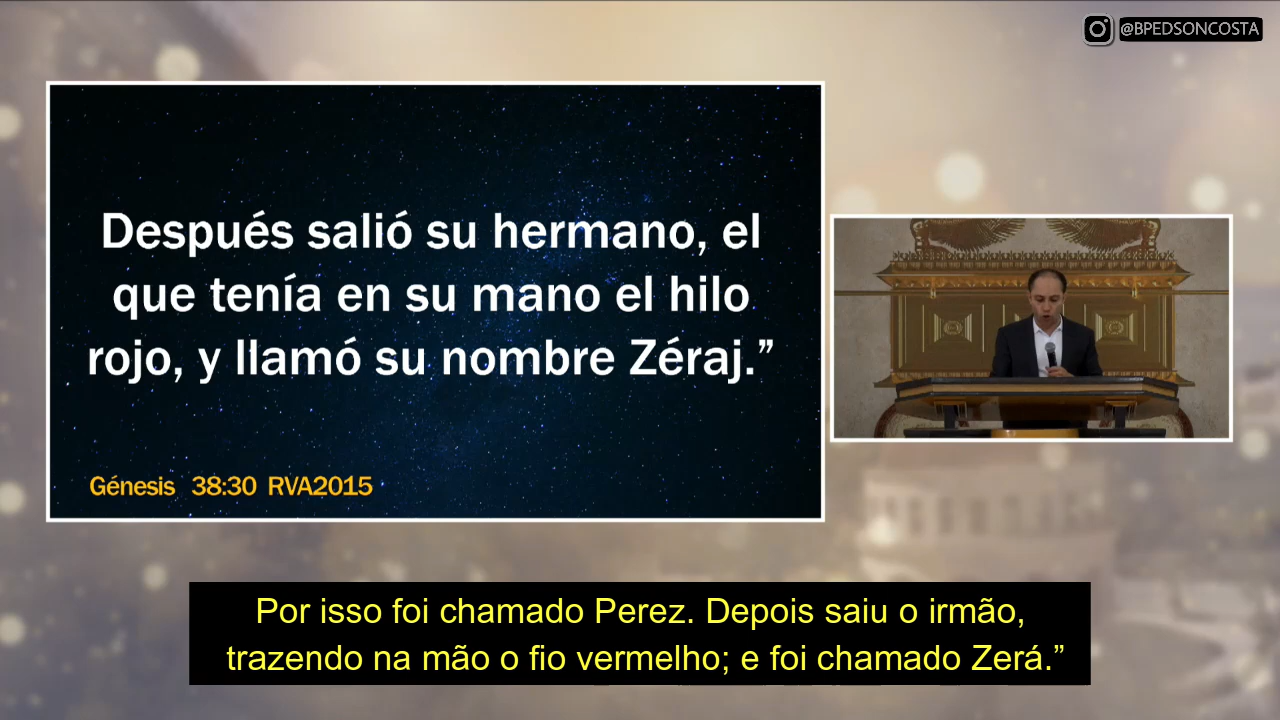 @BPEDSONCOSTA
Después salió su hermano, el
que tenía en su mano el hilo
rojo, y llamó su nombre Zéraj.”
Génesis 38:30 RVA2015
Por isso foi chamado Perez. Depois saiu o irmão,
trazendo na mão o fio vermelho; e foi chamado Zerá.”